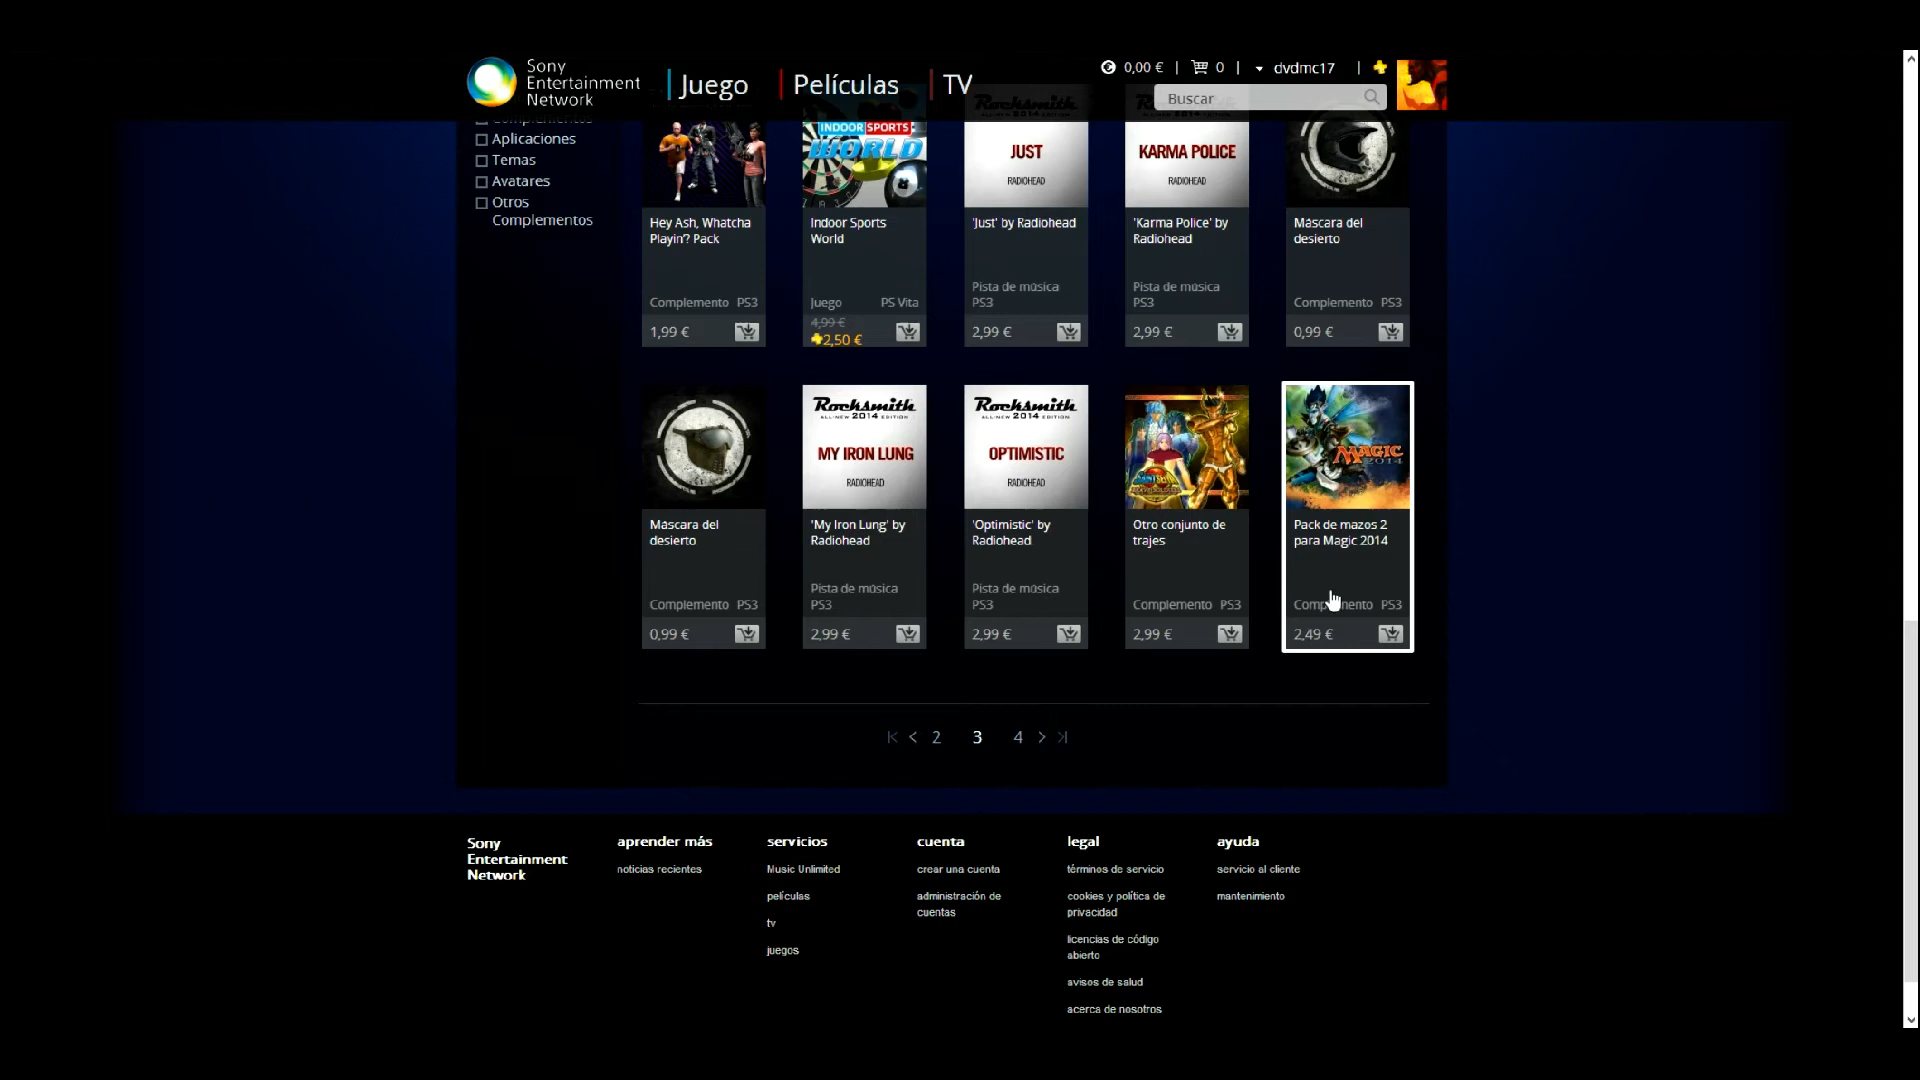 Sony
Entertainment
Network
Juego
Películas
TV
0,00 € | 0 | dvdmc17 |
Buscar
Complementos
Aplicaciones
Temas
Avatares
Otros
Complementos
INDOOR SPORTS
WORLD
JUST
RADIOHEAD
KARMA POLICE
RADIOHEAD
Hey Ash, Whatcha
Playin'? Pack
Complemento PS3
1,99 €
Indoor Sports
World
Juego PS Vita
4,99 €
2,50 €
'Just' by Radiohead
Pista de música
PS3
2,99 €
'Karma Police' by
Radiohead
Pista de música
PS3
2,99 €
Máscara del
desierto
Complemento PS3
0,99 €
Máscara del
desierto
Complemento PS3
0,99 €
Rocksmith
ALL-NEW 2014 EDITION
MY IRON LUNG
RADIOHEAD
'My Iron Lung' by
Radiohead
Pista de música
PS3
2,99 €
Rocksmith
ALL-NEW 2014 EDITION
OPTIMISTIC
RADIOHEAD
'Optimistic' by
Radiohead
Pista de música
PS3
2,99 €
Otro conjunto de
trajes
Complemento PS3
2,99 €
MAGIC
2014
Pack de mazos 2
para Magic 2014
Complemento PS3
2,49 €
2 3 4
Sony
Entertainment
Network
aprender más
noticias recientes
servicios
Music Unlimited
películas
tv
juegos
cuenta
crear una cuenta
administración de
cuentas
legal
términos de servicio
cookies y política de
privacidad
licencias de código
abierto
avisos de salud
acerca de nosotros
ayuda
servicio al cliente
mantenimiento